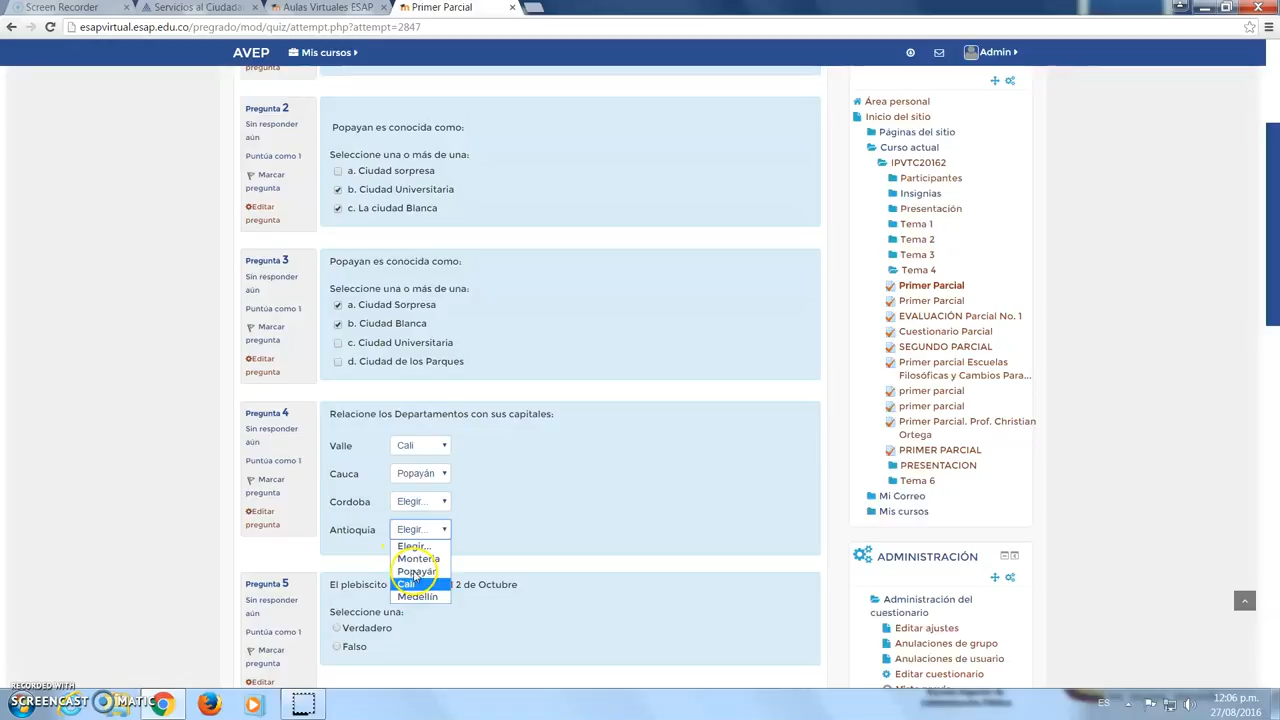 Screen Recorder
Servicios al Ciudada
Aulas Virtuales ESAP
Primer Parcial
esapvirtual.esap.edu.co/pregrado/mod/quiz/attempt.php?attempt=2847
AVEP
Mis cursos
Admin
pregunta
Pregunta 2
Sin responder
aún
Puntúa como 1
Marcar
pregunta
Editar
pregunta
Popayan es conocida como:
Seleccione una o más de una:
a. Ciudad sorpresa
b. Ciudad Universitaria
c. La ciudad Blanca
Pregunta 3
Sin responder
aún
Puntúa como 1
Marcar
pregunta
Editar
pregunta
Popayan es conocida como:
Seleccione una o más de una:
a. Ciudad Sorpresa
b. Ciudad Blanca
c. Ciudad Universitaria
d. Ciudad de los Parques
Pregunta 4
Sin responder
aún
Puntúa como 1
Marcar
pregunta
Editar
pregunta
Relacione los Departamentos con sus capitales:
Valle Cali
Cauca Popayán
Cordoba Elegir...
Antioquia Elegir...
Elegir...
Montería
Popayán
Cali
Medellín
Pregunta 5
Sin responder
aún
Puntúa como 1
Marcar
pregunta
Editar
El plebiscito 2 de Octubre
Seleccione una:
Verdadero
Falso
Área personal
Inicio del sitio
Páginas del sitio
Curso actual
IPVTC20162
Participantes
Insignias
Presentación
Tema 1
Tema 2
Tema 3
Tema 4
Primer Parcial
Primer Parcial
EVALUACIÓN Parcial No. 1
Cuestionario Parcial
SEGUNDO PARCIAL
Primer parcial Escuelas
Filosóficas y Cambios Para...
primer parcial
primer parcial
Primer Parcial. Prof. Christian
Ortega
PRIMER PARCIAL
PRESENTACION
Tema 6
Mi Correo
Mis cursos
ADMINISTRACIÓN
Administración del
cuestionario
Editar ajustes
Anulaciones de grupo
Anulaciones de usuario
Editar cuestionario
RECORDED WITH
SCREENCAST MATIC
ES
12:06 p.m.
27/08/2016